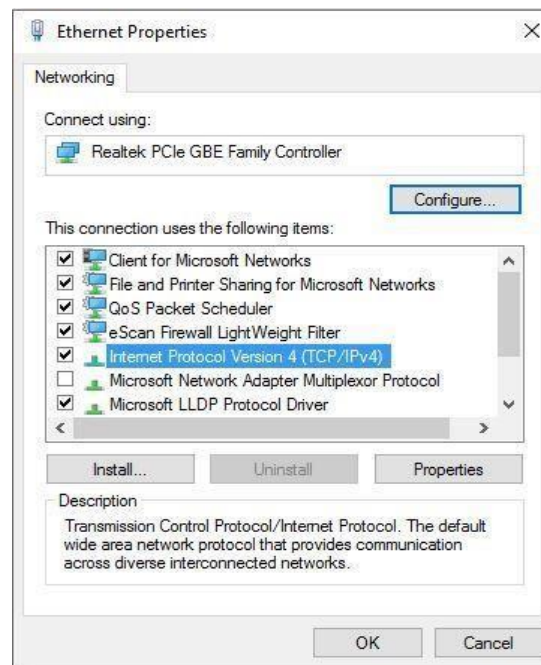 Ethernet Properties
Networking
Connect using:
Realtek PCIe GBE Family Controller
Configure...
This connection uses the following items:
Client for Microsoft Networks
File and Printer Sharing for Microsoft Networks
QoS Packet Scheduler
eScan Firewall LightWeight Filter
Internet Protocol Version 4 (TCP/IPv4)
Microsoft Network Adapter Multiplexor Protocol
Microsoft LLDP Protocol Driver
Install...
Uninstall
Properties
Description
Transmission Control Protocol/Internet Protocol. The default
wide area network protocol that provides communication
across diverse interconnected networks.
OK
Cancel